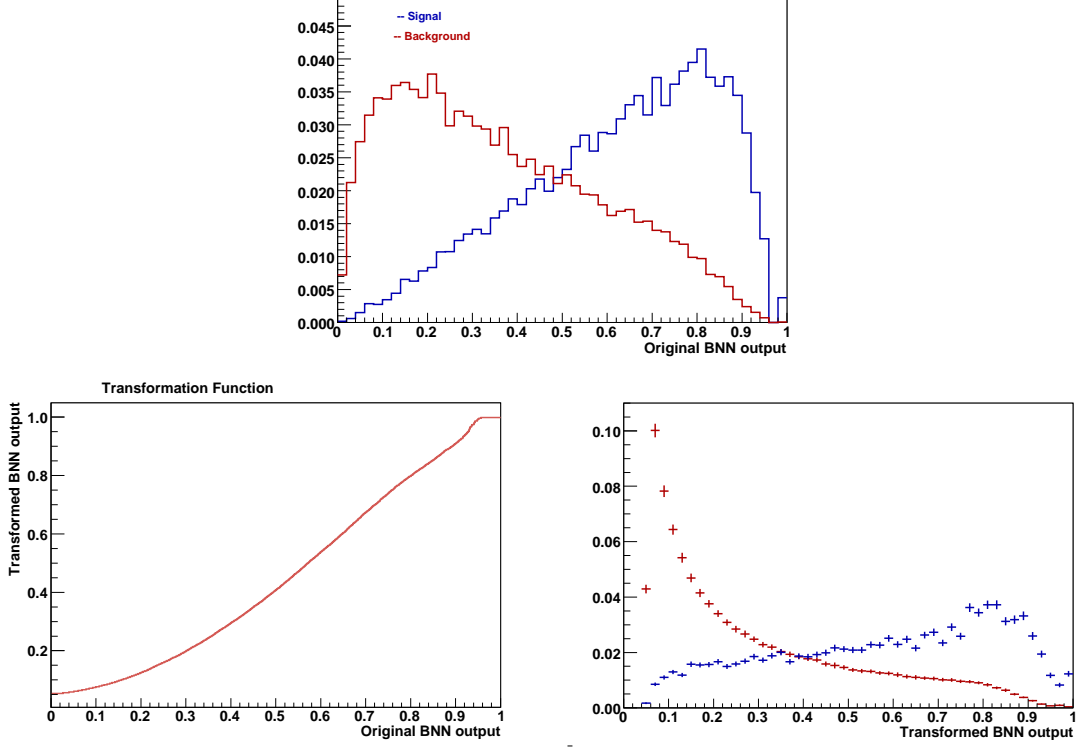 0.045
0.040
0.035
0.030
0.025
0.020
0.015
0.010
0.005
0.000
-- Signal
-- Background
0 0.1 0.2 0.3 0.4 0.5 0.6 0.7 0.8 0.9 1
Original BNN output
Transformation Function
Transformed BNN output
1.0
0.8
0.6
0.4
0.2
0 0.1 0.2 0.3 0.4 0.5 0.6 0.7 0.8 0.9 1
Original BNN output
0.10
0.08
0.06
0.04
0.02
0.00
0 0.1 0.2 0.3 0.4 0.5 0.6 0.7 0.8 0.9 1
Transformed BNN output